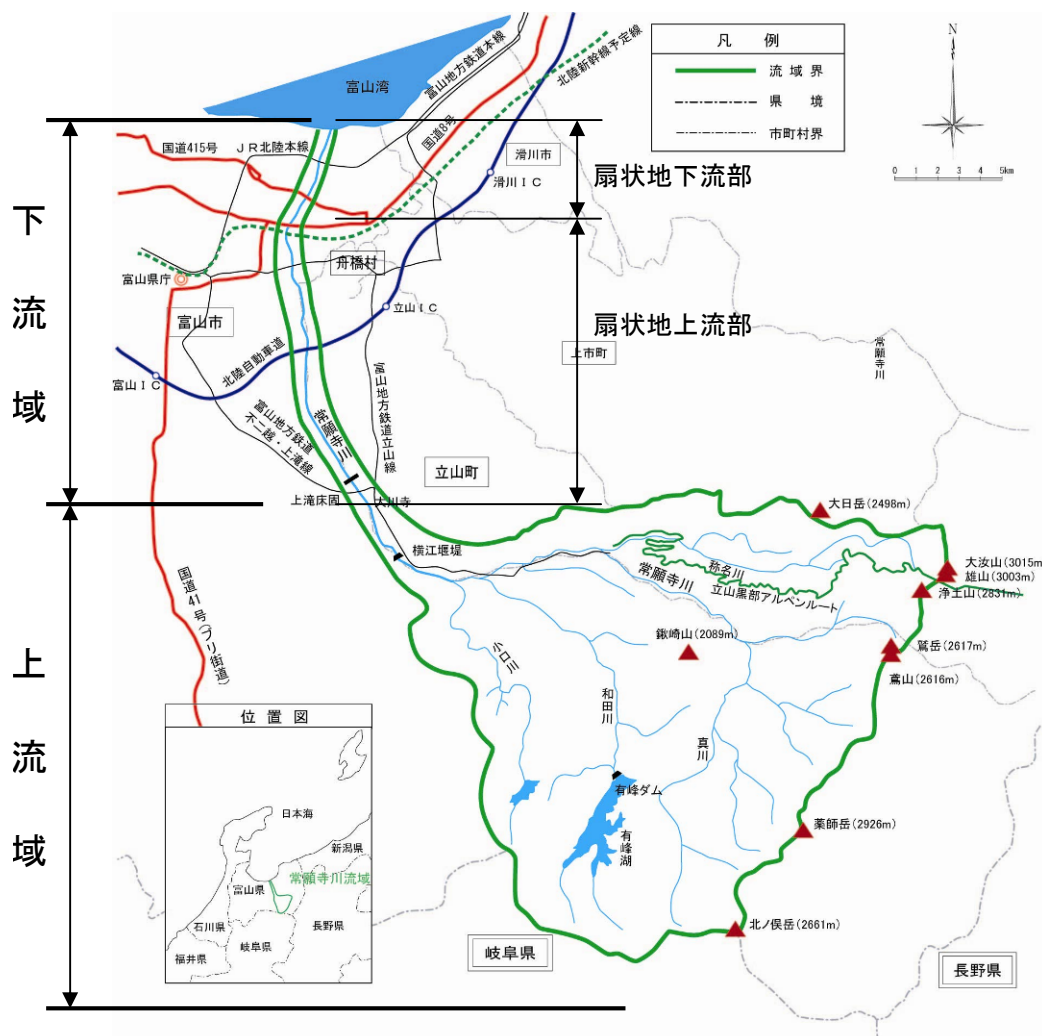 凡 例
流 域 界
県 境
市町村界
N
0 1 2 3 4 5km
富山湾
富山地方鉄道本線
北陸新幹線予定線
国道8号
国道415号
JR北陸本線
滑川市
滑川IC
扇状地下流部
下流域
富山県庁
舟橋村
富山市
立山IC
扇状地上流部
上市町
常願寺川
北陸自動車道
富山IC
富山地方鉄道立山線
富山地方鉄道
不二越・上滝線
常願寺川
立山町
上滝床固
大川寺
大日岳(2498m)
横江堰堤
称名川
常願寺川
立山黒部アルペンルート
大汝山(3015m
雄山(3003m)
浄土山(2831m)
国道41号(ブリ街道)
鍬崎山(2089m)
鷲岳(2617m)
鳶山(2616m)
小口川
和田川
真川
上流域
有峰ダム
有峰湖
薬師岳(2926m)
北ノ俣岳(2661m)
岐阜県
長野県
位 置 図
日本海
新潟県
常願寺川流域
富山県
石川県
長野県
岐阜県
福井県